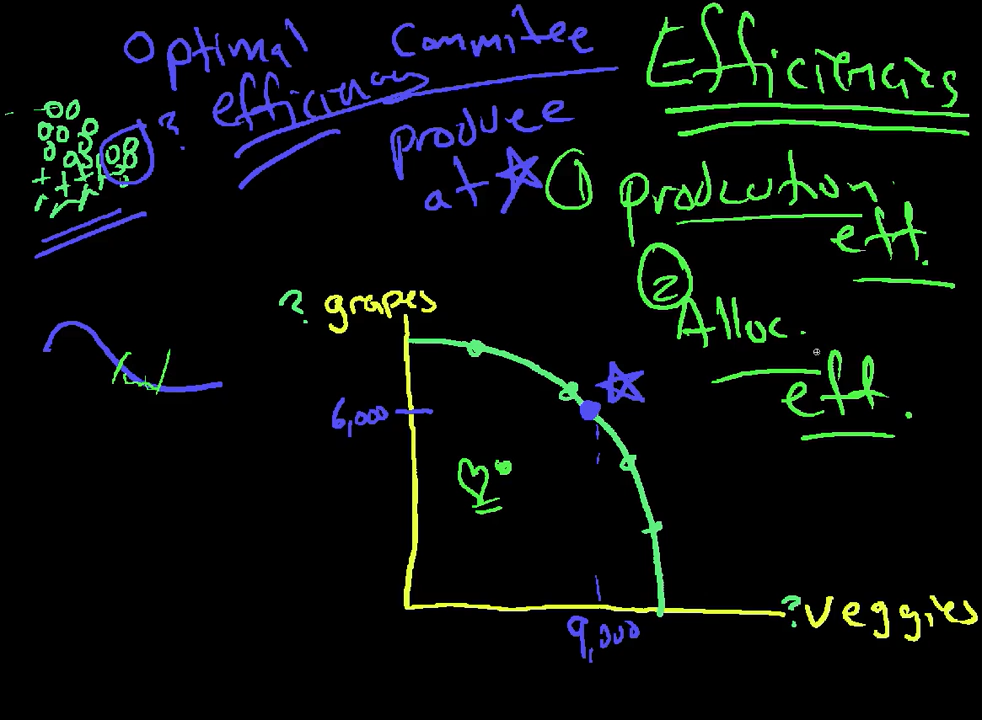 Optimal Commitee
efficiency
?
produce
at
Efficiencies
① production
eff.
②
Alloc.
eff.
? grapes
6,000
9,000
? veggies